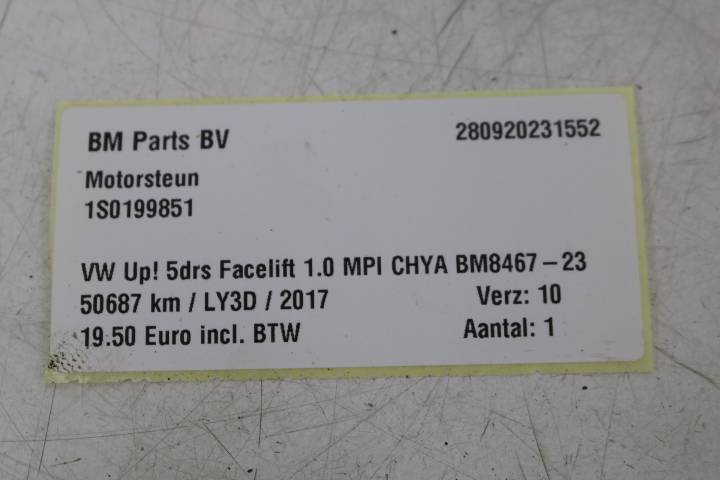 BM Parts BV 280920231552
Motorsteun
1S0199851
VW Up! 5drs Facelift 1.0 MPI CHYA BM8467-23
50687 km / LY3D / 2017 Verz: 10
19.50 Euro incl. BTW Aantal: 1